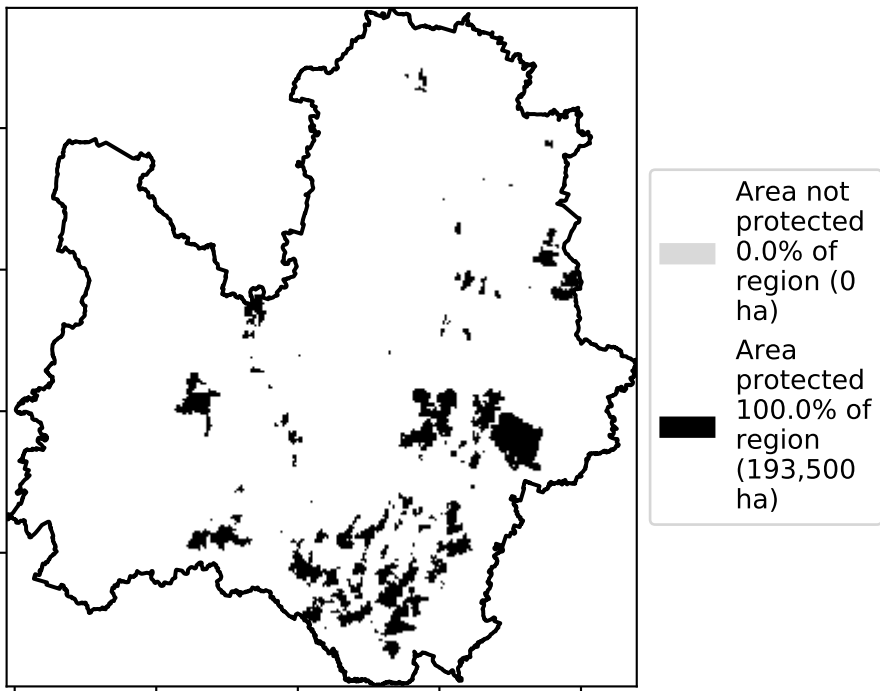 Area not
protected
0.0% of
region (0
ha)
Area
protected
100.0% of
region
(193,500
ha)